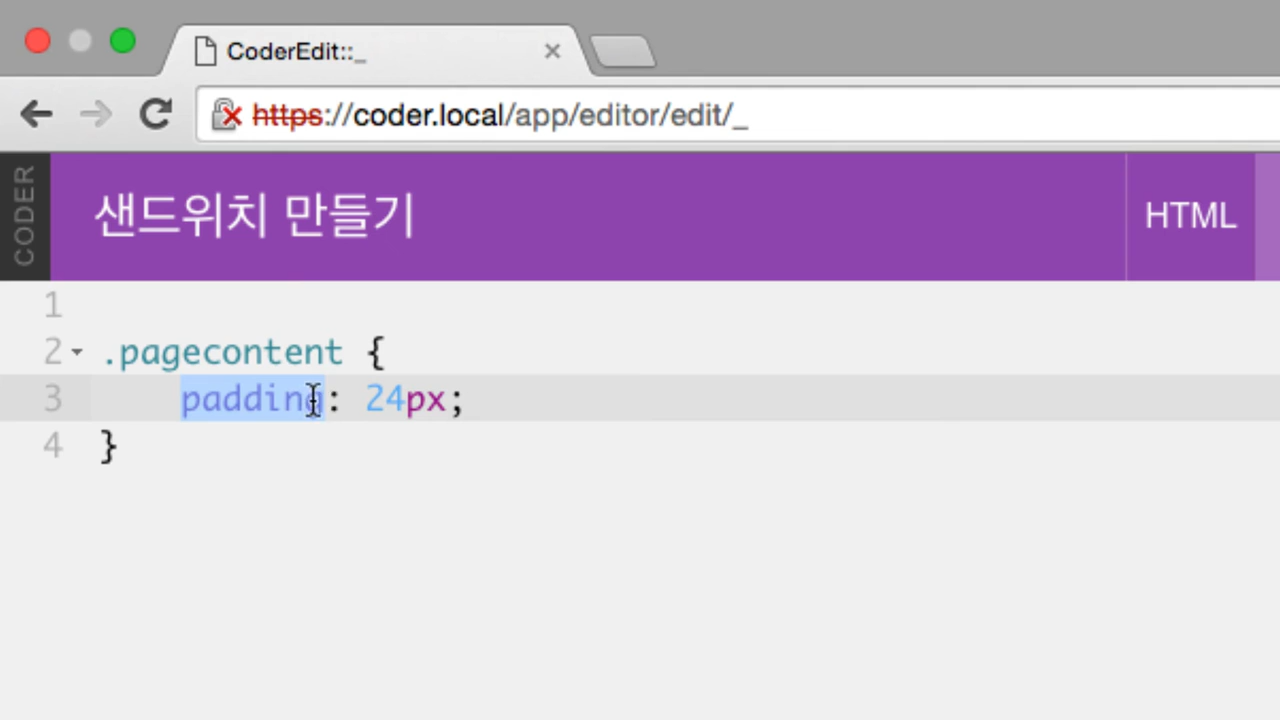 CoderEdit::_
https://coder.local/app/editor/edit/_
CODER
샌드위치 만들기
HTML
1
2 .pagecontent {
3 padding: 24px;
4 }